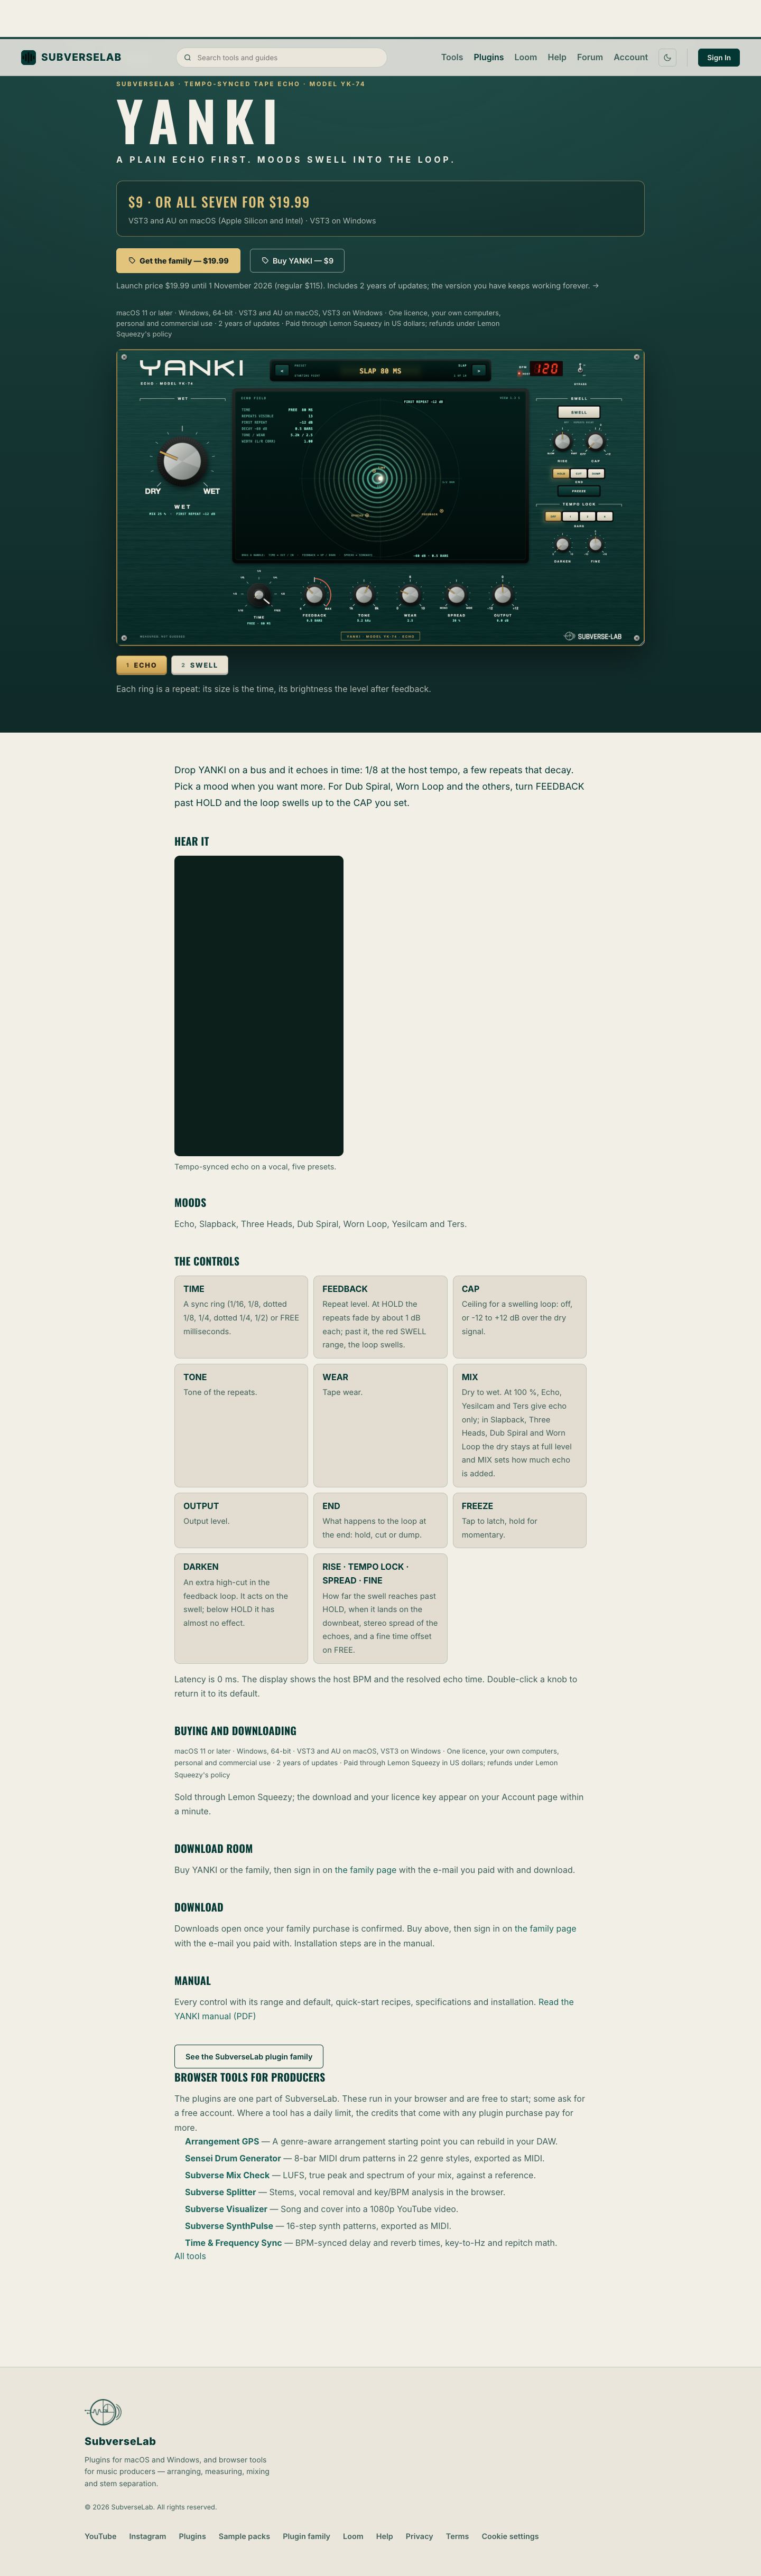 SUBVERSELAB
Search tools and guides
Tools
Plugins
Loom
Help
Forum
Account
Sign In
SUBVERSELAB · TEMPO-SYNCED TAPE ECHO · MODEL YK-74
YANKI
A PLAIN ECHO FIRST. MOODS SWELL INTO THE LOOP.
$9 · OR ALL SEVEN FOR $19.99
VST3 and AU on macOS (Apple Silicon and Intel) · VST3 on Windows
Get the family — $19.99
Buy YANKI — $9
Launch price $19.99 until 1 November 2026 (regular $115). Includes 2 years of updates; the version you have keeps working forever. →
macOS 11 or later · Windows, 64-bit · VST3 and AU on macOS, VST3 on Windows · One licence, your own computers,
personal and commercial use · 2 years of updates · Paid through Lemon Squeezy in US dollars; refunds under Lemon
Squeezy's policy
YANKI
ECHO · MODEL YK-74
SLAP 80 MS
120
WET
ECHO FIELD
FIRST REPEAT -12 dB
SWELL
SWELL
DRY
WET
WET
RISE
CAP
END
FREEZE
TEMPO LOCK
BARS
DARKEN
FINE
TIME
FEEDBACK
TONE
WEAR
SPREAD
OUTPUT
YANKI · MODEL YK-74 · ECHO
SUBVERSE-LAB
1 ECHO
2 SWELL
Each ring is a repeat: its size is the time, its brightness the level after feedback.
Drop YANKI on a bus and it echoes in time: 1/8 at the host tempo, a few repeats that decay.
Pick a mood when you want more. For Dub Spiral, Worn Loop and the others, turn FEEDBACK
past HOLD and the loop swells up to the CAP you set.
HEAR IT
Tempo-synced echo on a vocal, five presets.
MOODS
Echo, Slapback, Three Heads, Dub Spiral, Worn Loop, Yesilcam and Ters.
THE CONTROLS
TIME
A sync ring (1/16, 1/8, dotted
1/8, 1/4, dotted 1/4, 1/2) or FREE
milliseconds.
FEEDBACK
Repeat level. At HOLD the
repeats fade by about 1 dB
each; past it, the red SWELL
range, the loop swells.
CAP
Ceiling for a swelling loop: off,
or -12 to +12 dB over the dry
signal.
TONE
Tone of the repeats.
WEAR
Tape wear.
MIX
Dry to wet. At 100 %, Echo,
Yesilcam and Ters give echo
only; in Slapback, Three
Heads, Dub Spiral and Worn
Loop the dry stays at full level
and MIX sets how much echo
is added.
OUTPUT
Output level.
END
What happens to the loop at
the end: hold, cut or dump.
FREEZE
Tap to latch, hold for
momentary.
DARKEN
An extra high-cut in the
feedback loop. It acts on the
swell; below HOLD it has
almost no effect.
RISE · TEMPO LOCK ·
SPREAD · FINE
How far the swell reaches past
HOLD, when it lands on the
downbeat, stereo spread of the
echoes, and a fine time offset
on FREE.
Latency is 0 ms. The display shows the host BPM and the resolved echo time. Double-click a knob to
return it to its default.
BUYING AND DOWNLOADING
macOS 11 or later · Windows, 64-bit · VST3 and AU on macOS, VST3 on Windows · One licence, your own computers,
personal and commercial use · 2 years of updates · Paid through Lemon Squeezy in US dollars; refunds under Lemon
Squeezy's policy
Sold through Lemon Squeezy; the download and your licence key appear on your Account page within
a minute.
DOWNLOAD ROOM
Buy YANKI or the family, then sign in on the family page with the e-mail you paid with and download.
DOWNLOAD
Downloads open once your family purchase is confirmed. Buy above, then sign in on the family page
with the e-mail you paid with. Installation steps are in the manual.
MANUAL
Every control with its range and default, quick-start recipes, specifications and installation. Read the
YANKI manual (PDF)
See the SubverseLab plugin family
BROWSER TOOLS FOR PRODUCERS
The plugins are one part of SubverseLab. These run in your browser and are free to start; some ask for
a free account. Where a tool has a daily limit, the credits that come with any plugin purchase pay for
more.
Arrangement GPS — A genre-aware arrangement starting point you can rebuild in your DAW.
Sensei Drum Generator — 8-bar MIDI drum patterns in 22 genre styles, exported as MIDI.
Subverse Mix Check — LUFS, true peak and spectrum of your mix, against a reference.
Subverse Splitter — Stems, vocal removal and key/BPM analysis in the browser.
Subverse Visualizer — Song and cover into a 1080p YouTube video.
Subverse SynthPulse — 16-step synth patterns, exported as MIDI.
Time & Frequency Sync — BPM-synced delay and reverb times, key-to-Hz and repitch math.
All tools
SubverseLab
Plugins for macOS and Windows, and browser tools
for music producers — arranging, measuring, mixing
and stem separation.
© 2026 SubverseLab. All rights reserved.
YouTube
Instagram
Plugins
Sample packs
Plugin family
Loom
Help
Privacy
Terms
Cookie settings